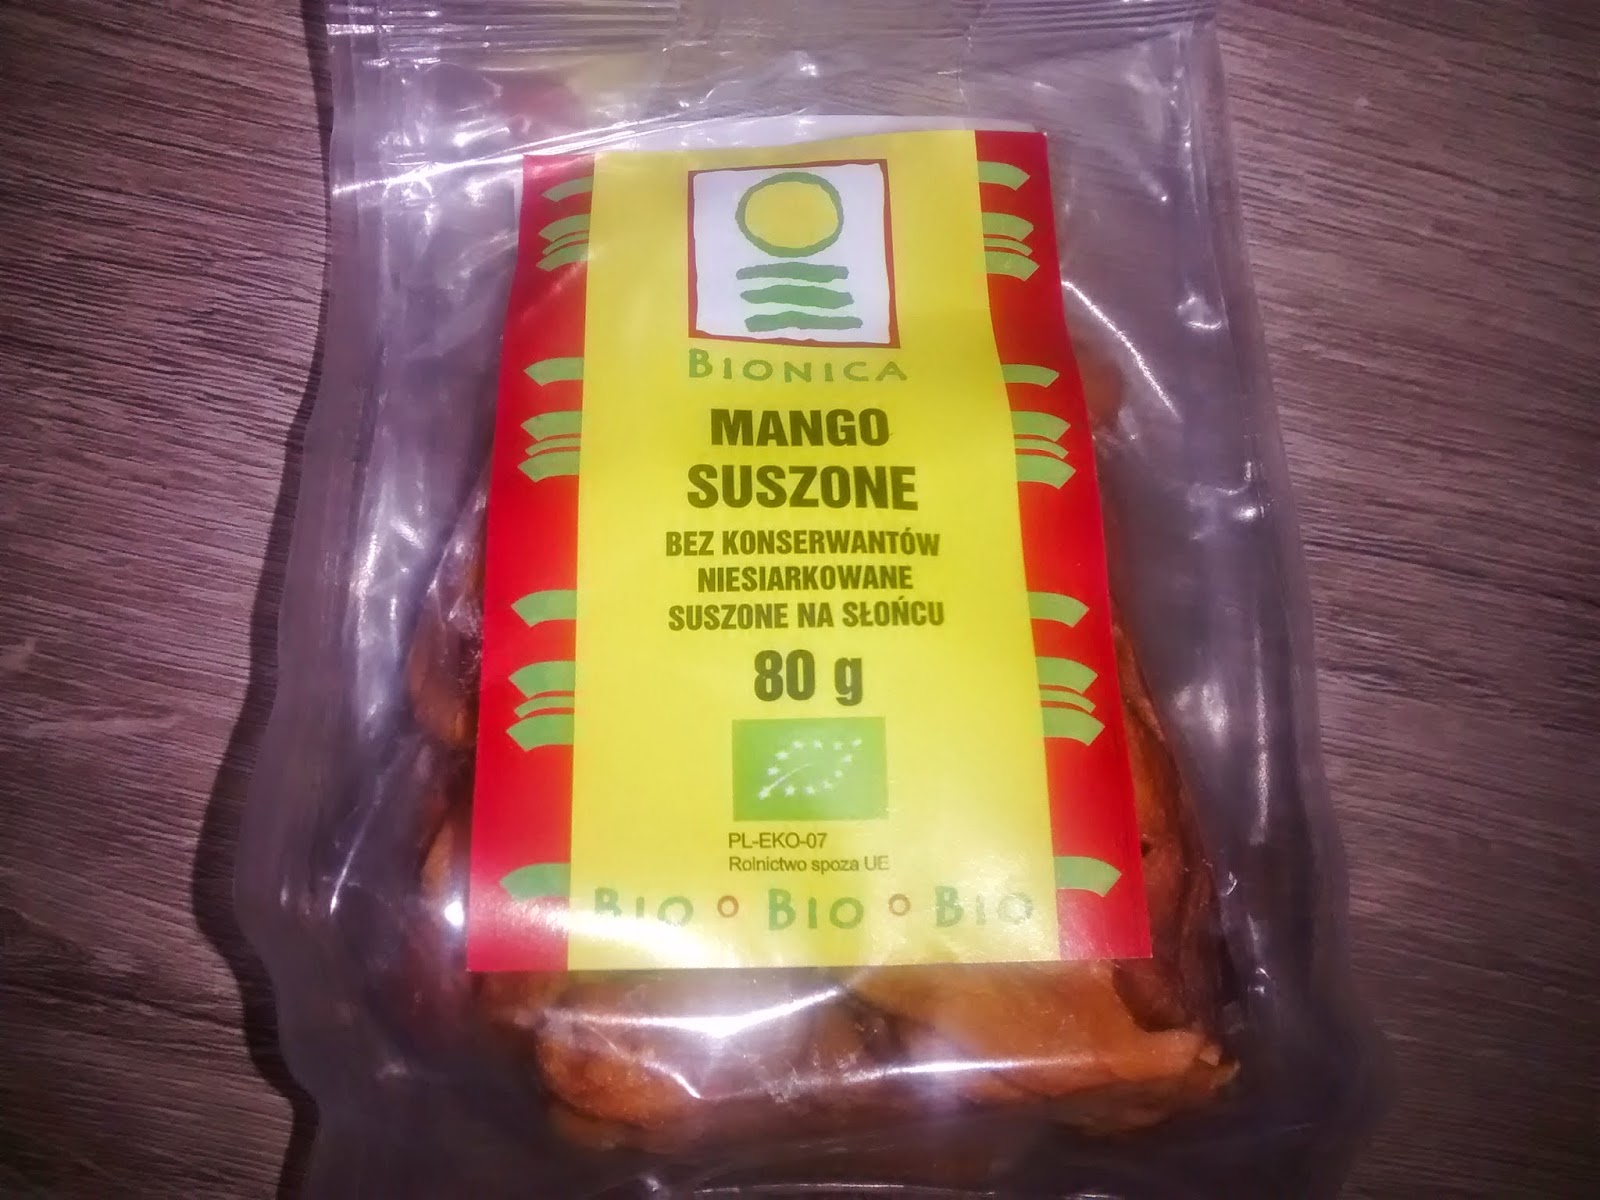 BIONICA
MANGO
SUSZONE
BEZ KONSERWANTÓW
NIESIARKOWANE
SUSZONE NA SŁOŃCU
80 g
PL-EKO-07
Rolnictwo spoza UE
BIO ° BIO ° BIO